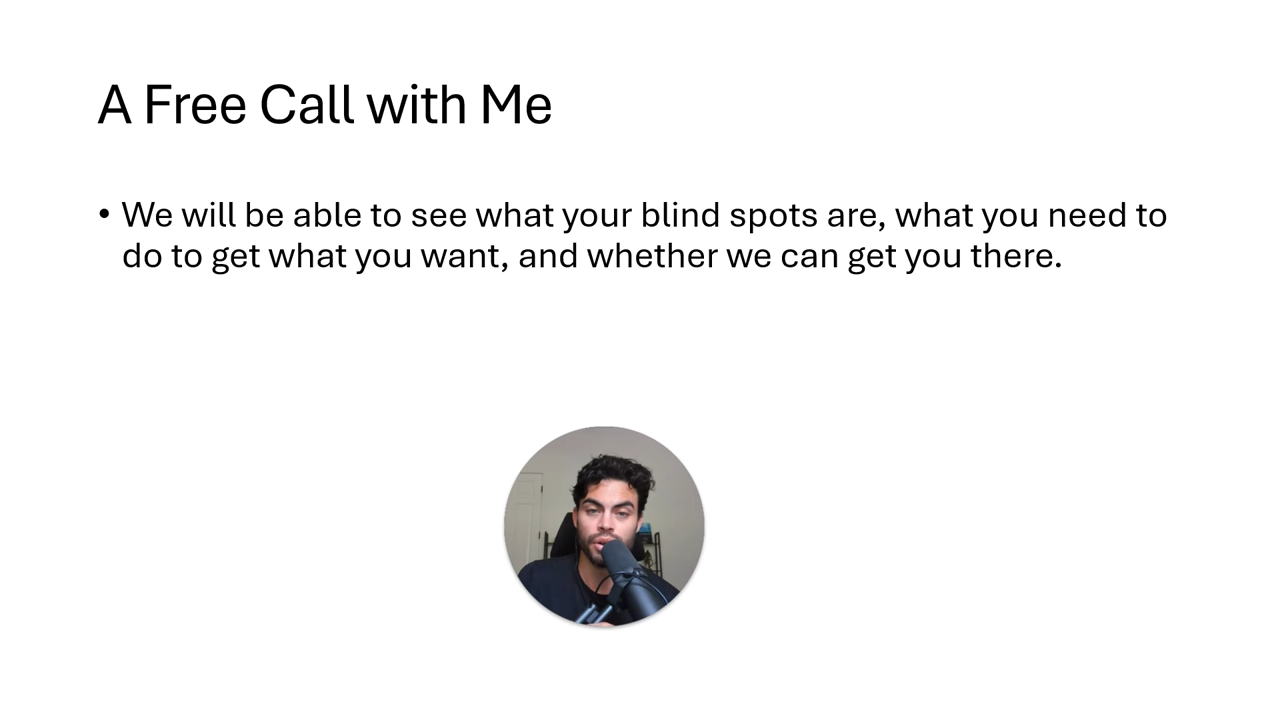 A Free Call with Me
• We will be able to see what your blind spots are, what you need to
do to get what you want, and whether we can get you there.